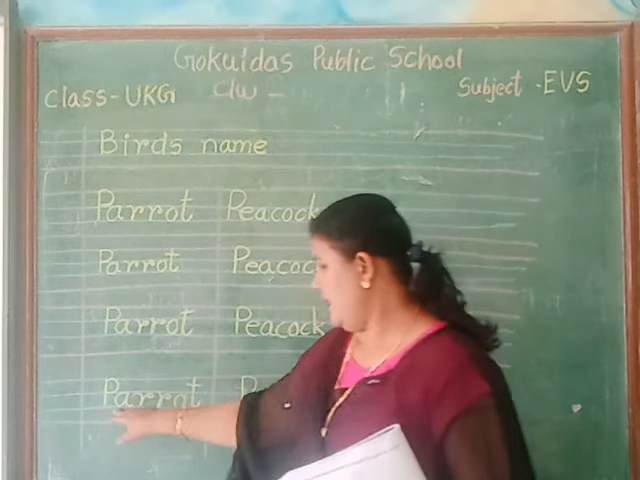 Gokuldas Public School
Class-UKG C/W - Subject - EVS
Birds name
Parrot Peacock
Parrot Peacoc
Parrot Peacock
Parrot